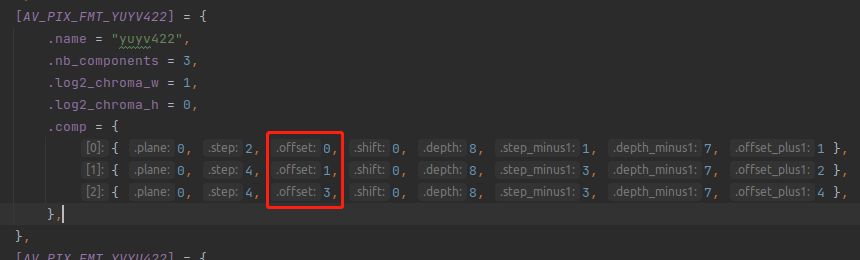 [AV_PIX_FMT_YUYV422] = {
.name = "yuyv422",
.nb_components = 3,
.log2_chroma_w = 1,
.log2_chroma_h = 0,
.comp = {
[0]: { .plane: 0, .step: 2, .offset: 0, .shift: 0, .depth: 8, .step_minus1: 1, .depth_minus1: 7, .offset_plus1: 1 },
[1]: { .plane: 0, .step: 4, .offset: 1, .shift: 0, .depth: 8, .step_minus1: 3, .depth_minus1: 7, .offset_plus1: 2 },
[2]: { .plane: 0, .step: 4, .offset: 3, .shift: 0, .depth: 8, .step_minus1: 3, .depth_minus1: 7, .offset_plus1: 4 },
},
},
[AV_PIX_FMT_YVYU422] = {